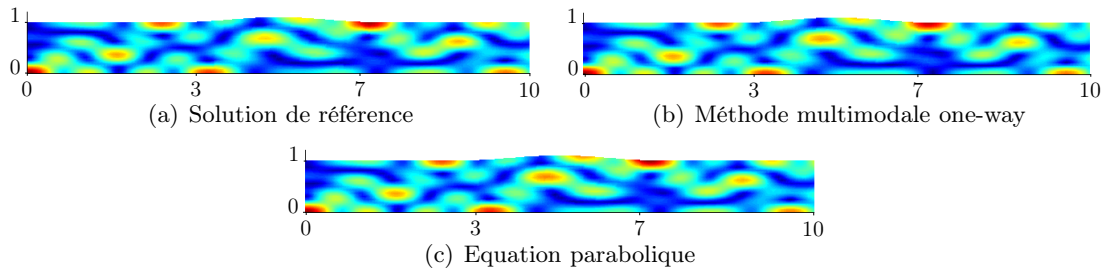 1
0
0 3 7 10
(a) Solution de référence
1
0
0 3 7 10
(b) Méthode multimodale one-way
1
0
0 3 7 10
(c) Equation parabolique